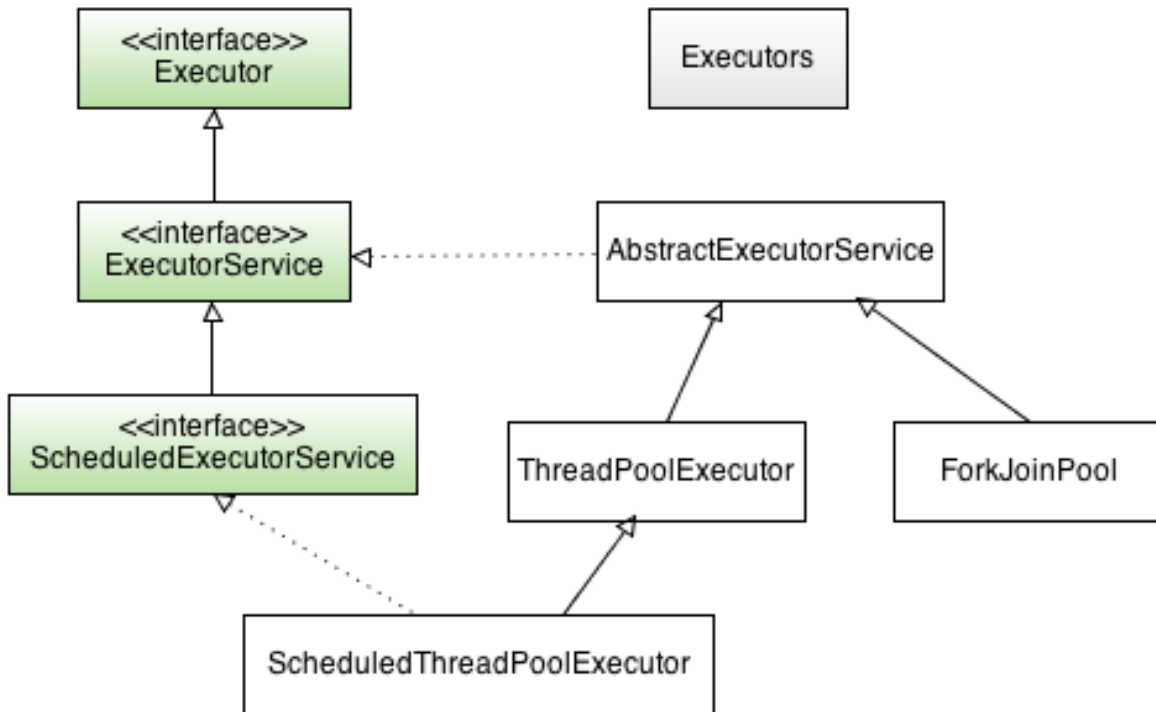 <<interface>>
Executor
Executors
<<interface>>
ExecutorService
AbstractExecutorService
<<interface>>
ScheduledExecutorService
ThreadPoolExecutor
ForkJoinPool
ScheduledThreadPoolExecutor